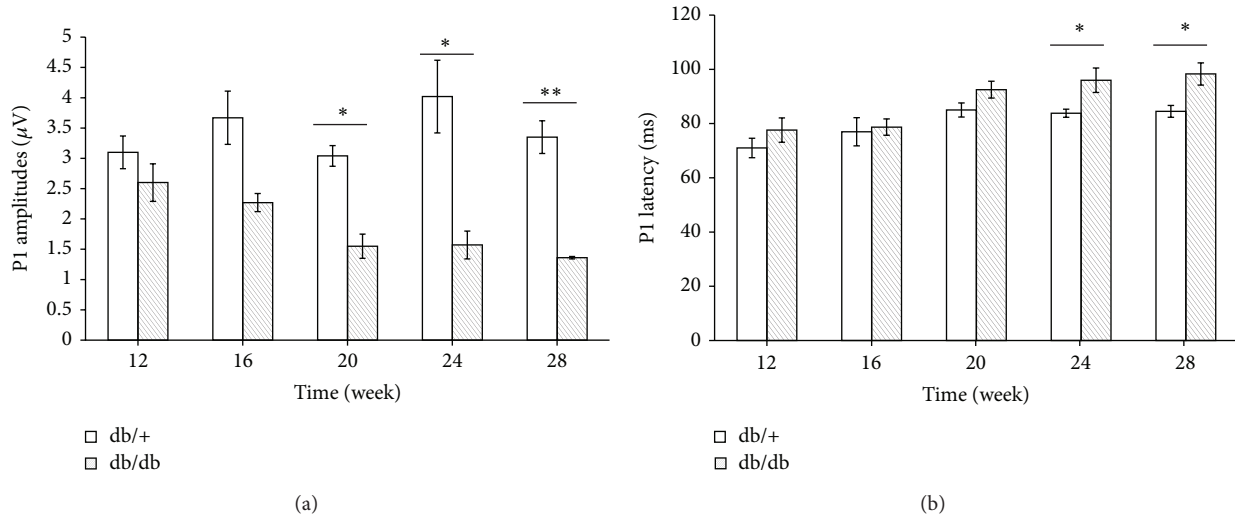 P1 amplitudes (μV)
5
4.5
4
3.5
3
2.5
2
1.5
1
0.5
0
*
*
**
12 16 20 24 28
Time (week)
db/+
db/db
(a)
P1 latency (ms)
120
100
80
60
40
20
0
* *
12 16 20 24 28
Time (week)
db/+
db/db
(b)